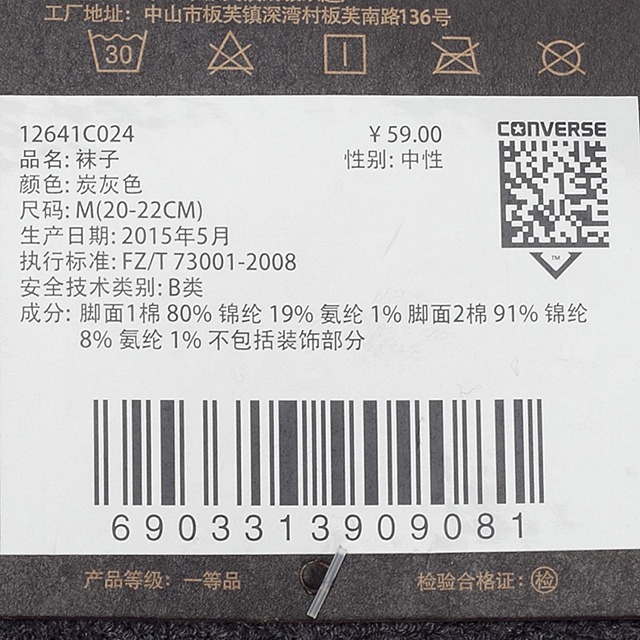 工厂地址: 中山市板芙镇深湾村板芙南路136号
30
12641C024
¥ 59.00
CONVERSE
品名: 袜子
性别: 中性
颜色: 炭灰色
尺码: M(20-22CM)
生产日期: 2015年5月
执行标准: FZ/T 73001-2008
TM
安全技术类别: B类
成分: 脚面1棉 80% 锦纶 19% 氨纶 1% 脚面2棉 91% 锦纶
8% 氨纶 1% 不包括装饰部分
6903313909081
产品等级: 一等品
检验合格证: 检